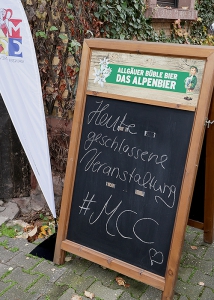 ALLGÄUER BÜBLE BIER
DAS ALPENBIER
Heute
geschlossene
Veranstaltung
#MCC